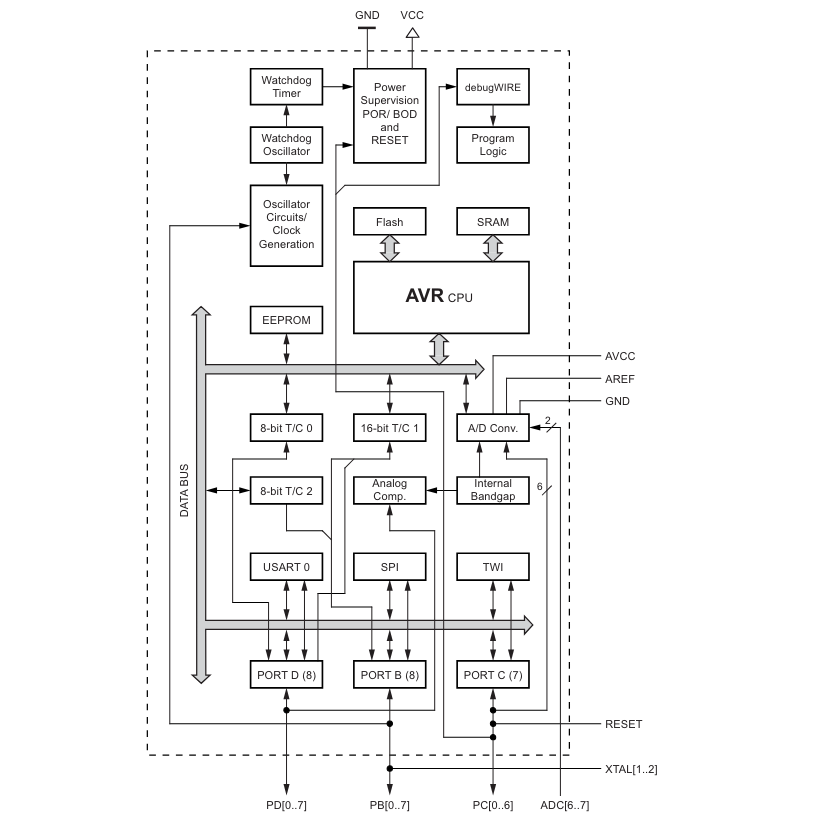 GND
VCC
Watchdog
Timer
Power
Supervision
POR/ BOD
and
RESET
debugWIRE
Watchdog
Oscillator
Program
Logic
Oscillator
Circuits/
Clock
Generation
Flash
SRAM
AVR CPU
EEPROM
AVCC
AREF
GND
8-bit T/C 0
16-bit T/C 1
A/D Conv.
2
DATA BUS
8-bit T/C 2
Analog
Comp.
Internal
Bandgap
6
USART 0
SPI
TWI
PORT D (8)
PORT B (8)
PORT C (7)
RESET
XTAL[1..2]
PD[0..7]
PB[0..7]
PC[0..6]
ADC[6..7]